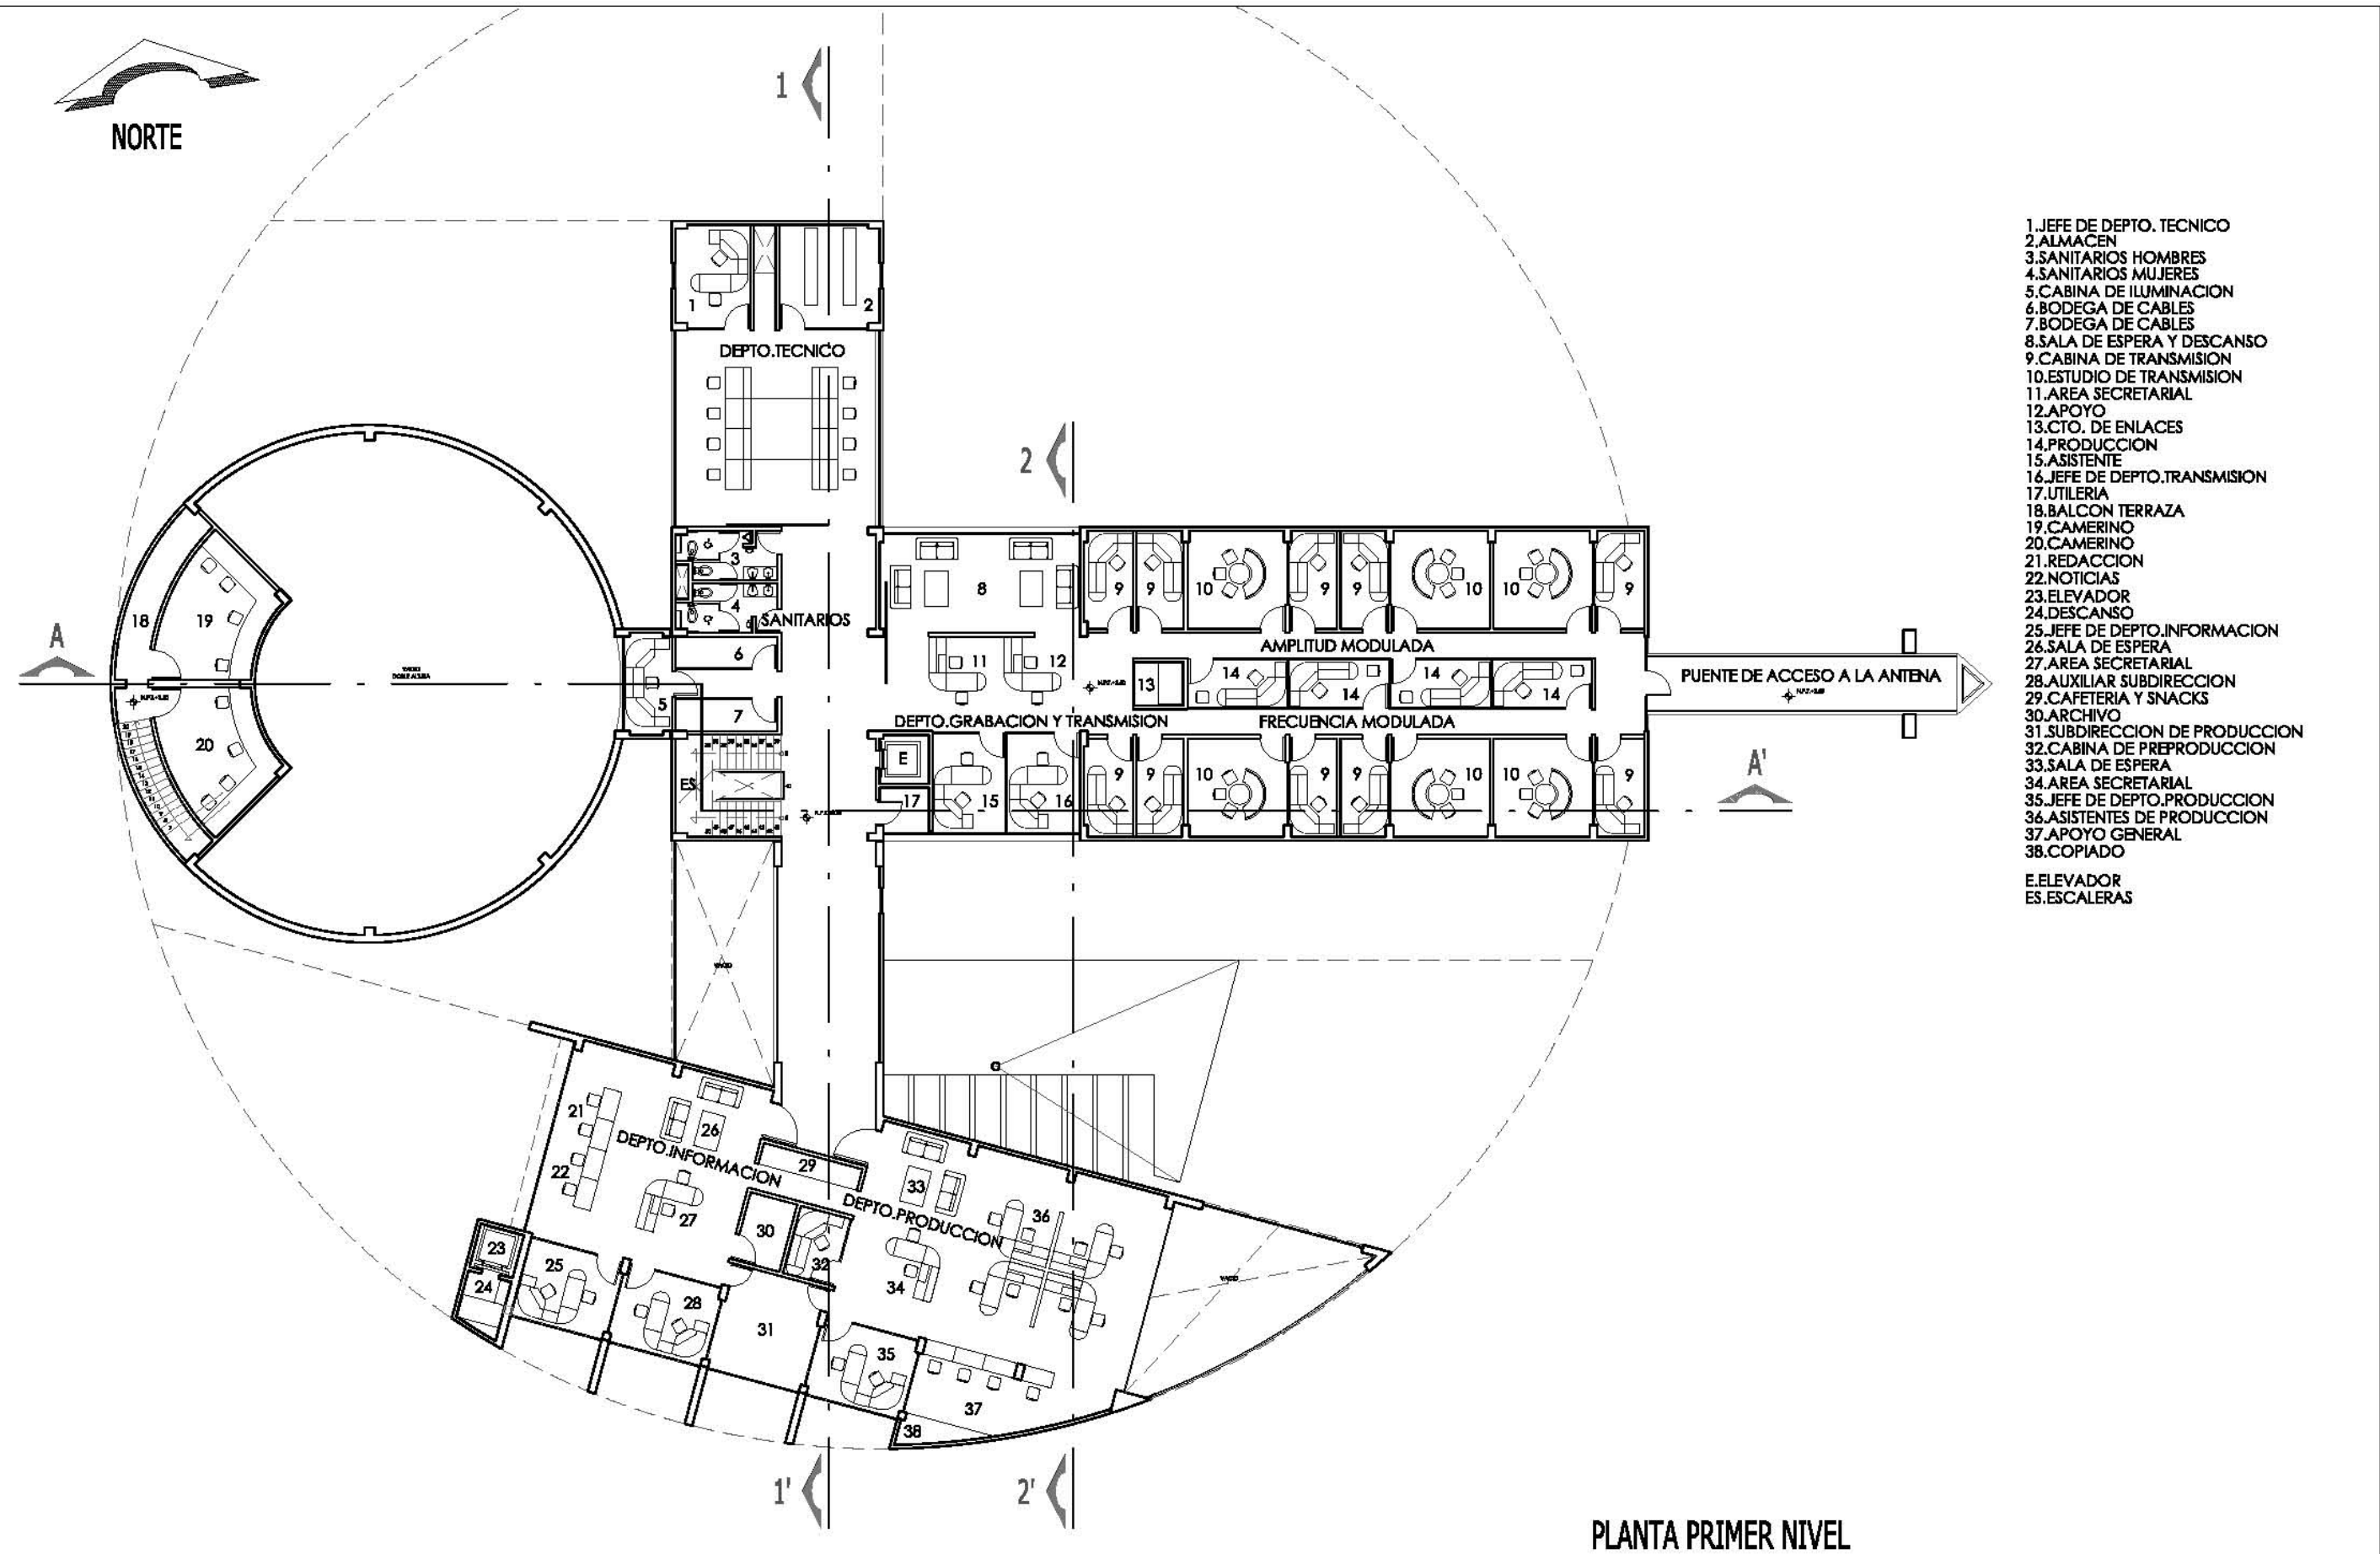 NORTE
1
2
A
1
2
DEPTO.TECNICO
3
4
SANITARIOS
18
19
20
5
6
7
ES
8
11
12
DEPTO.GRABACION Y TRANSMISION
E
17
15
16
9
9
10
9
9
10
10
9
AMPLITUD MODULADA
13
14
14
14
14
FRECUENCIA MODULADA
9
9
10
9
9
10
10
9
PUENTE DE ACCESO A LA ANTENA
A'
VACIO
DOBLE ALTURA
VACIO
21
22
26
DEPTO.INFORMACION
27
29
30
32
23
24
25
28
31
33
DEPTO.PRODUCCION
34
36
35
37
38
VACIO
1'
2'
1.JEFE DE DEPTO. TECNICO
2.ALMACEN
3.SANITARIOS HOMBRES
4.SANITARIOS MUJERES
5.CABINA DE ILUMINACION
6.BODEGA DE CABLES
7.BODEGA DE CABLES
8.SALA DE ESPERA Y DESCANSO
9.CABINA DE TRANSMISION
10.ESTUDIO DE TRANSMISION
11.AREA SECRETARIAL
12.APOYO
13.CTO. DE ENLACES
14.PRODUCCION
15.ASISTENTE
16.JEFE DE DEPTO.TRANSMISION
17.UTILERIA
18.BALCON TERRAZA
19.CAMERINO
20.CAMERINO
21.REDACCION
22.NOTICIAS
23.ELEVADOR
24.DESCANSO
25.JEFE DE DEPTO.INFORMACION
26.SALA DE ESPERA
27.AREA SECRETARIAL
28.AUXILIAR SUBDIRECCION
29.CAFETERIA Y SNACKS
30.ARCHIVO
31.SUBDIRECCION DE PRODUCCION
32.CABINA DE PREPRODUCCION
33.SALA DE ESPERA
34.AREA SECRETARIAL
35.JEFE DE DEPTO.PRODUCCION
36.ASISTENTES DE PRODUCCION
37.APOYO GENERAL
38.COPIADO
E.ELEVADOR
ES.ESCALERAS
PLANTA PRIMER NIVEL